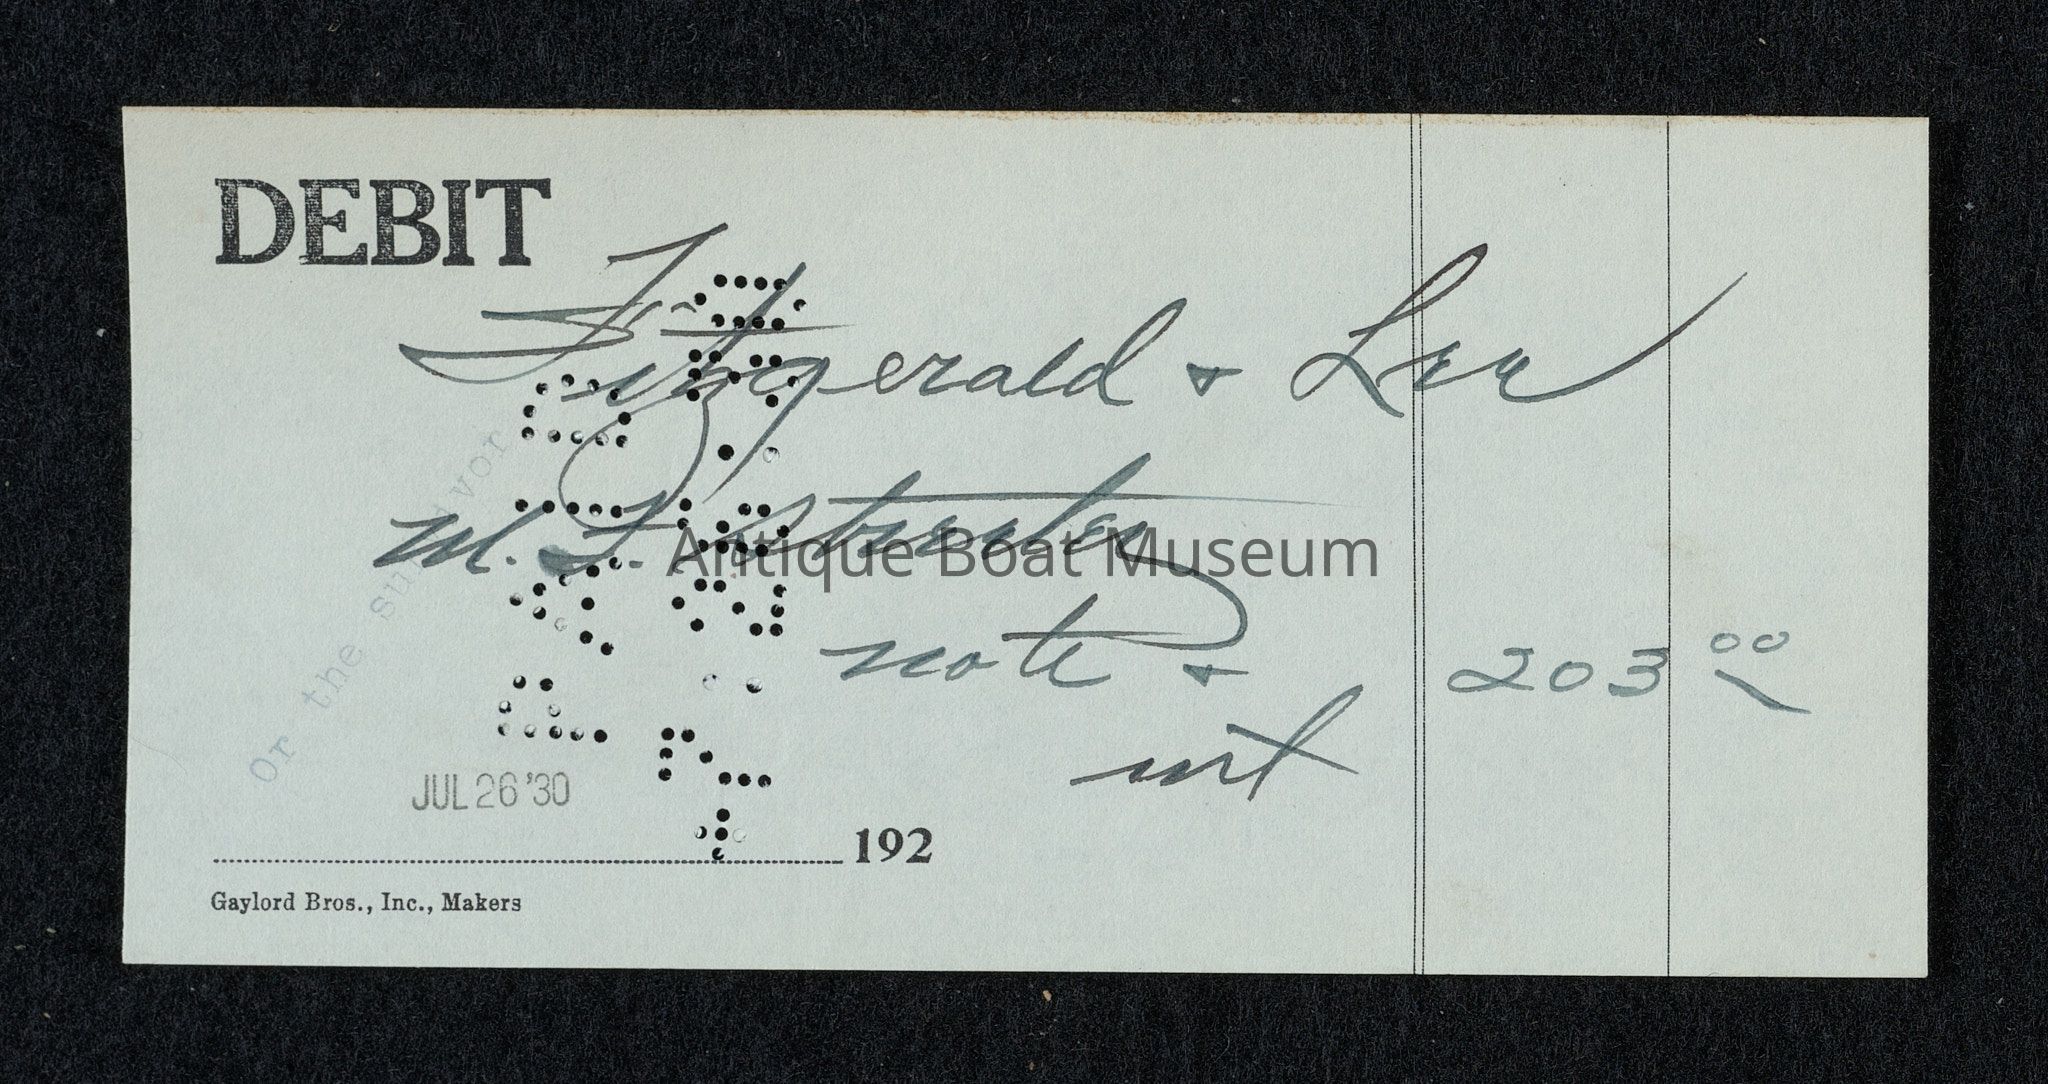 DEBIT
Fitzgerald & Lee
M. F.
note & 203 00
int
Or the survivor
JUL 26 '30
192
Gaylord Bros., Inc., Makers
Antique Boat Museum